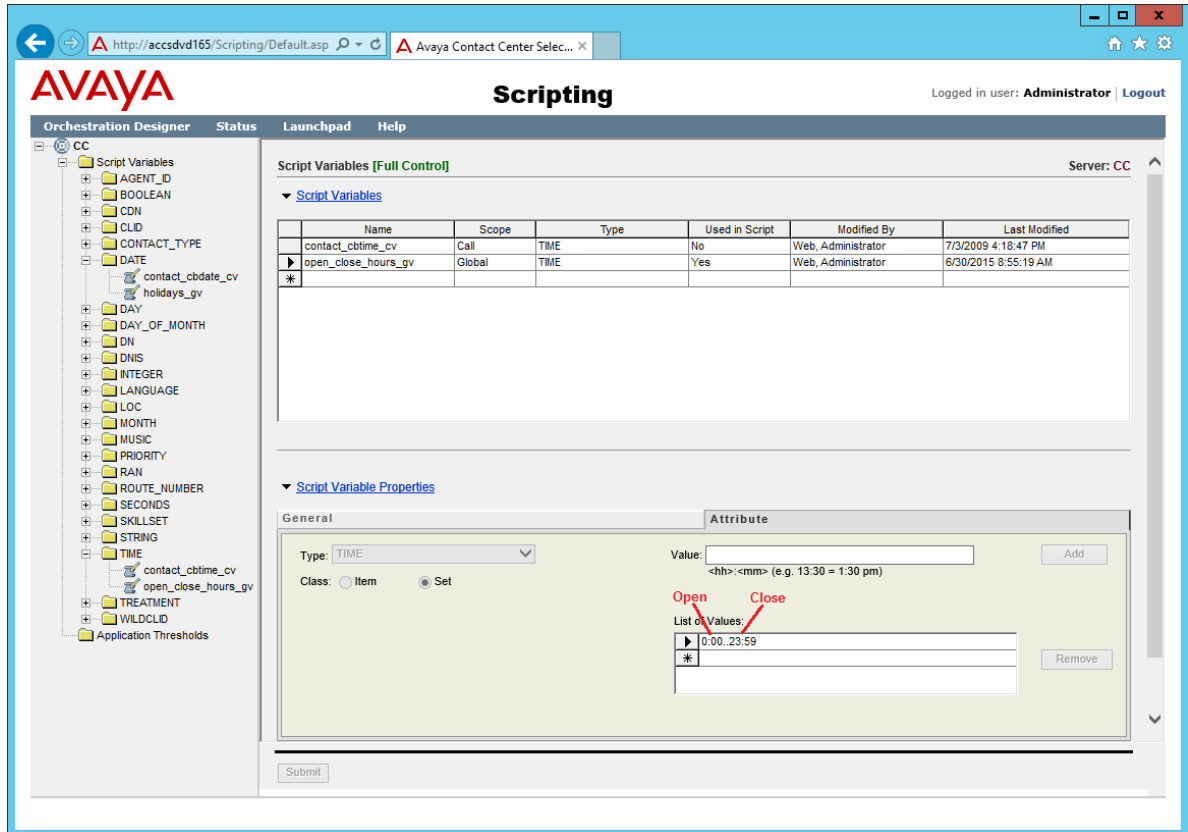 http://accsdvd165/Scripting/Default.asp
Avaya Contact Center Selec...
AVAYA
Scripting
Logged in user: Administrator | Logout
Orchestration Designer Status Launchpad Help
CC
Script Variables
AGENT_ID
BOOLEAN
CDN
CLID
CONTACT_TYPE
DATE
contact_cbdate_cv
holidays_gv
DAY
DAY_OF_MONTH
DN
DNIS
INTEGER
LANGUAGE
LOC
MONTH
MUSIC
PRIORITY
RAN
ROUTE_NUMBER
SECONDS
SKILLSET
STRING
TIME
contact_cbtime_cv
open_close_hours_gv
TREATMENT
WILDCLID
Application Thresholds
Script Variables [Full Control] Server: CC
Script Variables
Name Scope Type Used in Script Modified By Last Modified
contact_cbtime_cv Call TIME No Web, Administrator 7/3/2009 4:18:47 PM
open_close_hours_gv Global TIME Yes Web, Administrator 6/30/2015 8:55:19 AM
Script Variable Properties
General Attribute
Type: TIME Value: Add
<hh>:<mm> (e.g. 13:30 = 1:30 pm)
Class: Item Set
Open Close
List of Values:
0:00..23:59
Remove
Submit